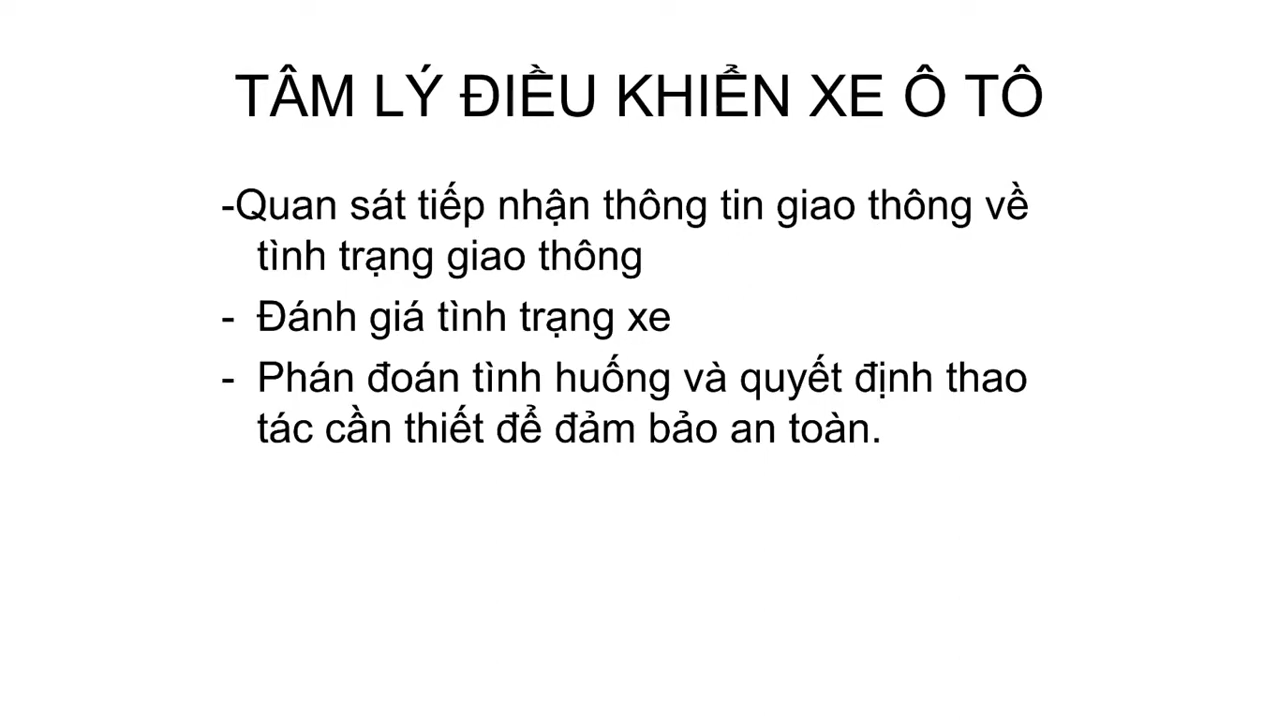 TÂM LÝ ĐIỀU KHIỂN XE Ô TÔ
-Quan sát tiếp nhận thông tin giao thông về
tình trạng giao thông
- Đánh giá tình trạng xe
- Phán đoán tình huống và quyết định thao
tác cần thiết để đảm bảo an toàn.